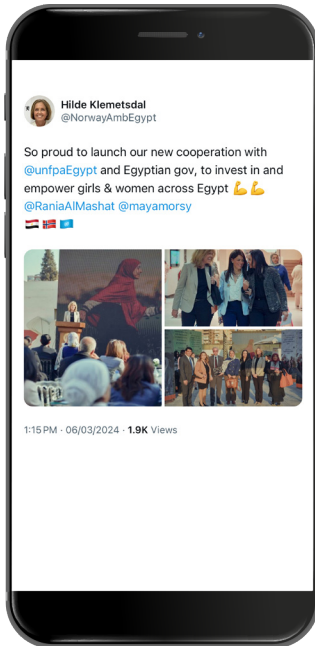 Hilde Klemetsdal
@NorwayAmbEgypt
So proud to launch our new cooperation with
@unfpaEgypt and Egyptian gov, to invest in and
empower girls & women across Egypt 💪💪
@RaniaAlMashat @mayamorsy
🇪🇬 🇳🇴 🇺🇳
1:15 PM · 06/03/2024 · 1.9K Views